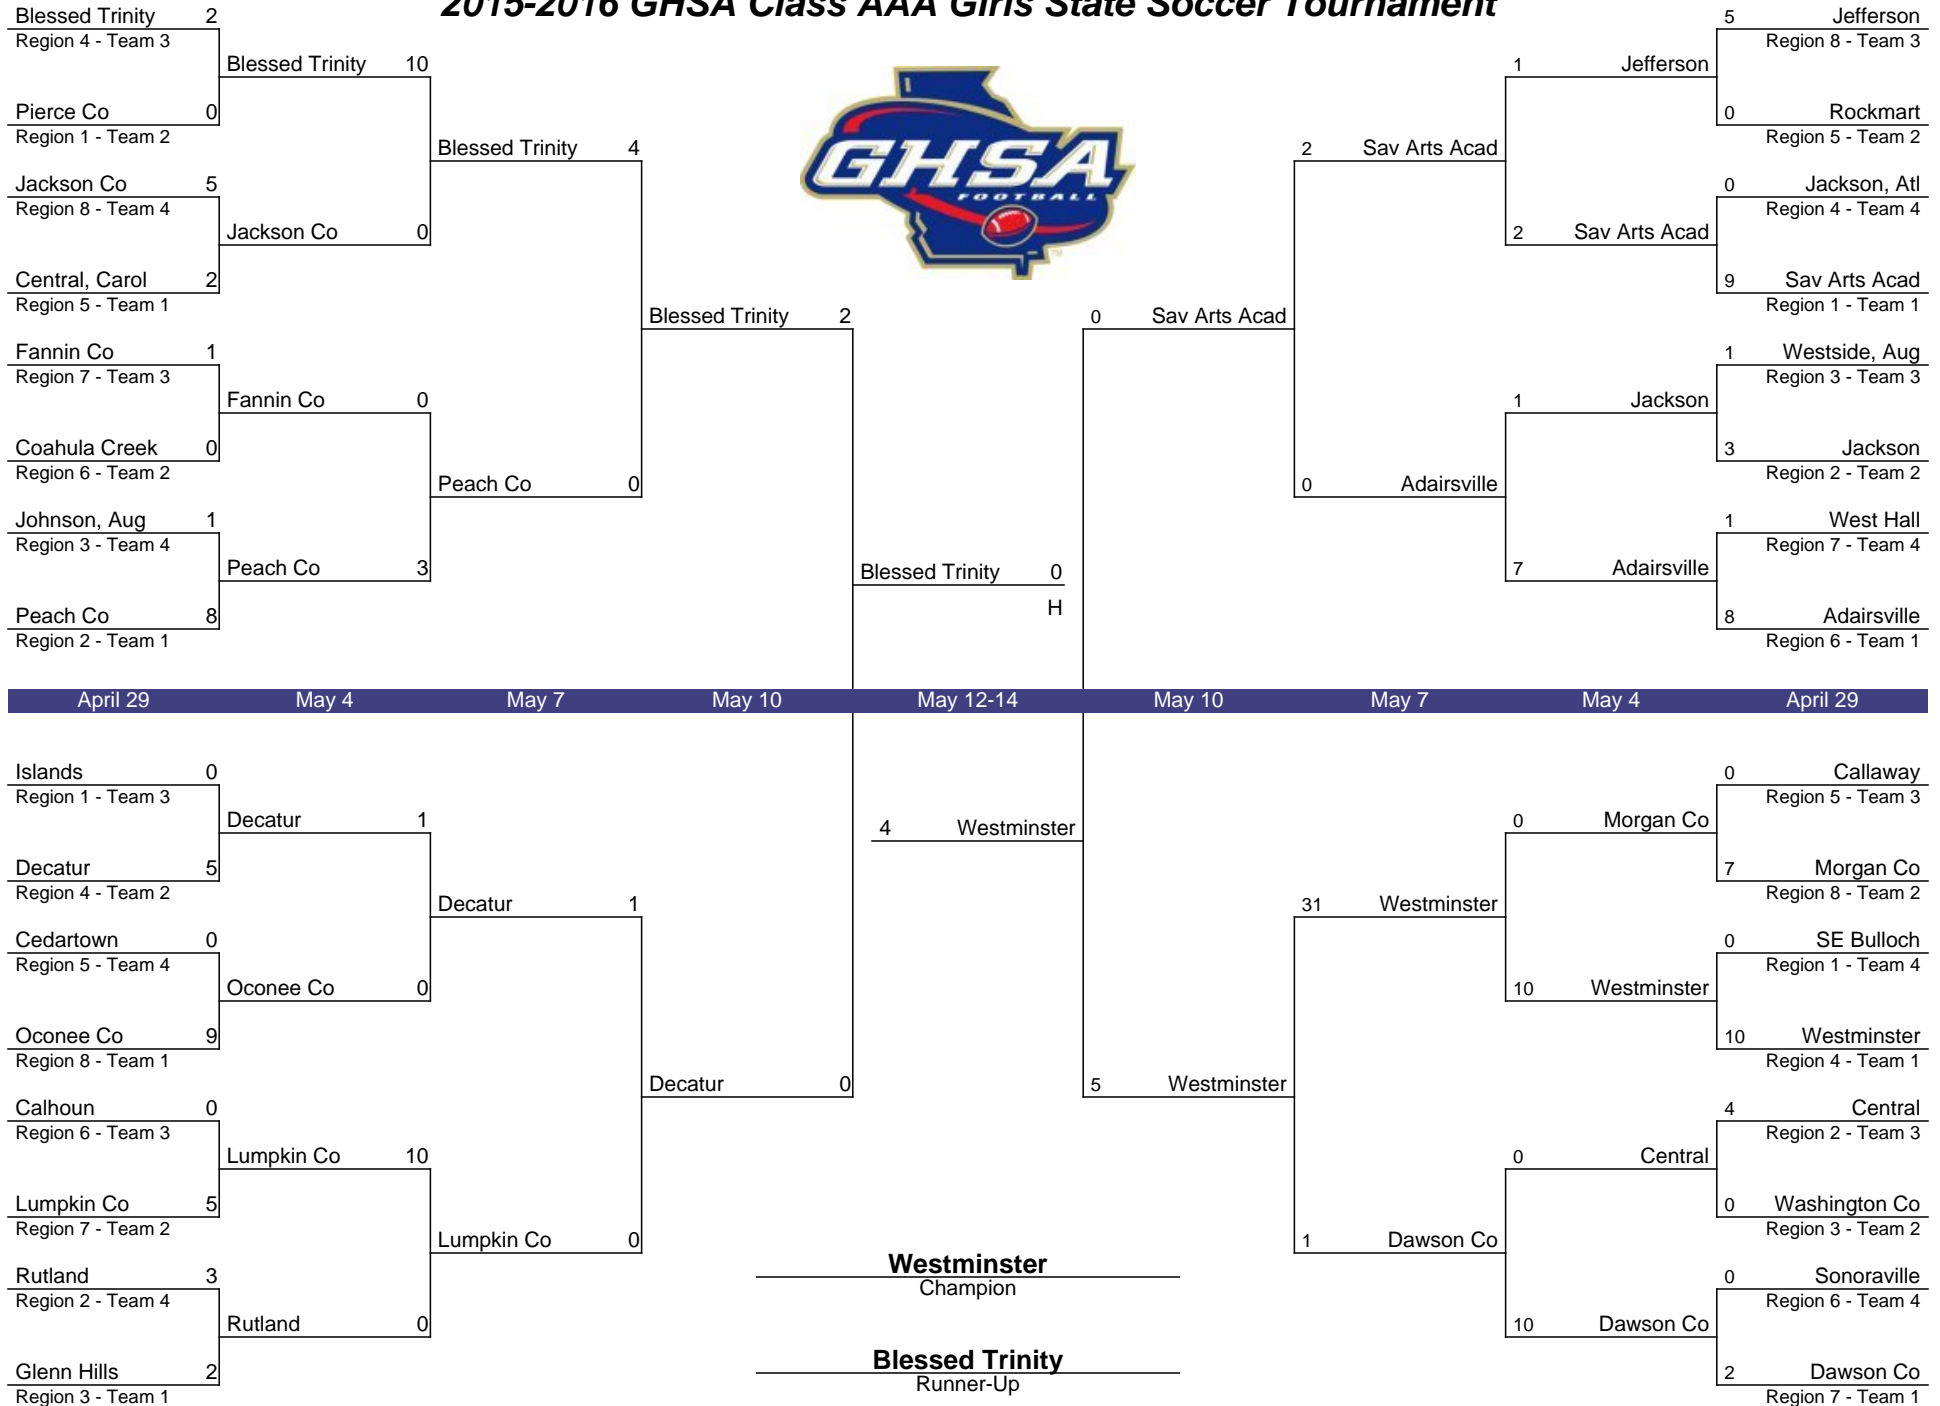 2015-2016 GHSA Class AAA Girls State Soccer Tournament
Blessed Trinity 2
Region 4 - Team 3
Blessed Trinity 10
Pierce Co 0
Region 1 - Team 2
Blessed Trinity 4
Jackson Co 5
Region 8 - Team 4
Jackson Co 0
Central, Carol 2
Region 5 - Team 1
Blessed Trinity 2
Fannin Co 1
Region 7 - Team 3
Fannin Co 0
Coahula Creek 0
Region 6 - Team 2
Peach Co 0
Johnson, Aug 1
Region 3 - Team 4
Peach Co 3
Peach Co 8
Region 2 - Team 1
Blessed Trinity 0
H
GHSA
FOOTBALL
TM
5 Jefferson
Region 8 - Team 3
1 Jefferson
0 Rockmart
Region 5 - Team 2
2 Sav Arts Acad
0 Jackson, Atl
Region 4 - Team 4
2 Sav Arts Acad
9 Sav Arts Acad
Region 1 - Team 1
0 Sav Arts Acad
1 Westside, Aug
Region 3 - Team 3
1 Jackson
3 Jackson
Region 2 - Team 2
0 Adairsville
1 West Hall
Region 7 - Team 4
7 Adairsville
8 Adairsville
Region 6 - Team 1
April 29 May 4 May 7 May 10 May 12-14 May 10 May 7 May 4 April 29
Islands 0
Region 1 - Team 3
Decatur 1
Decatur 5
Region 4 - Team 2
Decatur 1
Cedartown 0
Region 5 - Team 4
Oconee Co 0
Oconee Co 9
Region 8 - Team 1
Decatur 0
Calhoun 0
Region 6 - Team 3
Lumpkin Co 10
Lumpkin Co 5
Region 7 - Team 2
Lumpkin Co 0
Rutland 3
Region 2 - Team 4
Rutland 0
Glenn Hills 2
Region 3 - Team 1
4 Westminster
0 Callaway
Region 5 - Team 3
0 Morgan Co
7 Morgan Co
Region 8 - Team 2
31 Westminster
0 SE Bulloch
Region 1 - Team 4
10 Westminster
10 Westminster
Region 4 - Team 1
5 Westminster
4 Central
Region 2 - Team 3
0 Central
0 Washington Co
Region 3 - Team 2
1 Dawson Co
0 Sonoraville
Region 6 - Team 4
10 Dawson Co
2 Dawson Co
Region 7 - Team 1
Westminster
Champion
Blessed Trinity
Runner-Up